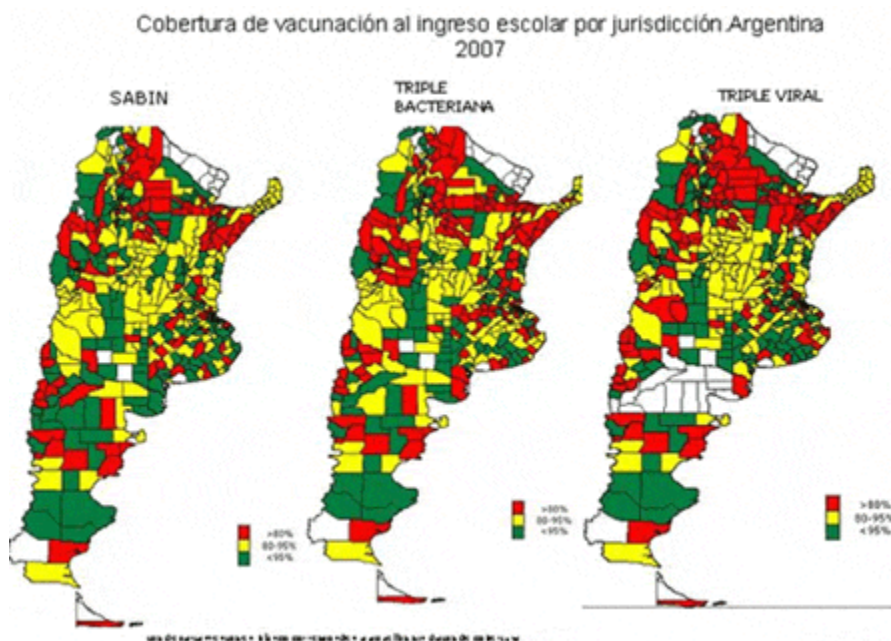 Cobertura de vacunación al ingreso escolar por jurisdicción.Argentina
2007
SABIN
TRIPLE
BACTERIANA
TRIPLE VIRAL
>80%
80-95%
<95%
>80%
80-95%
<95%
>80%
80-95%
<95%